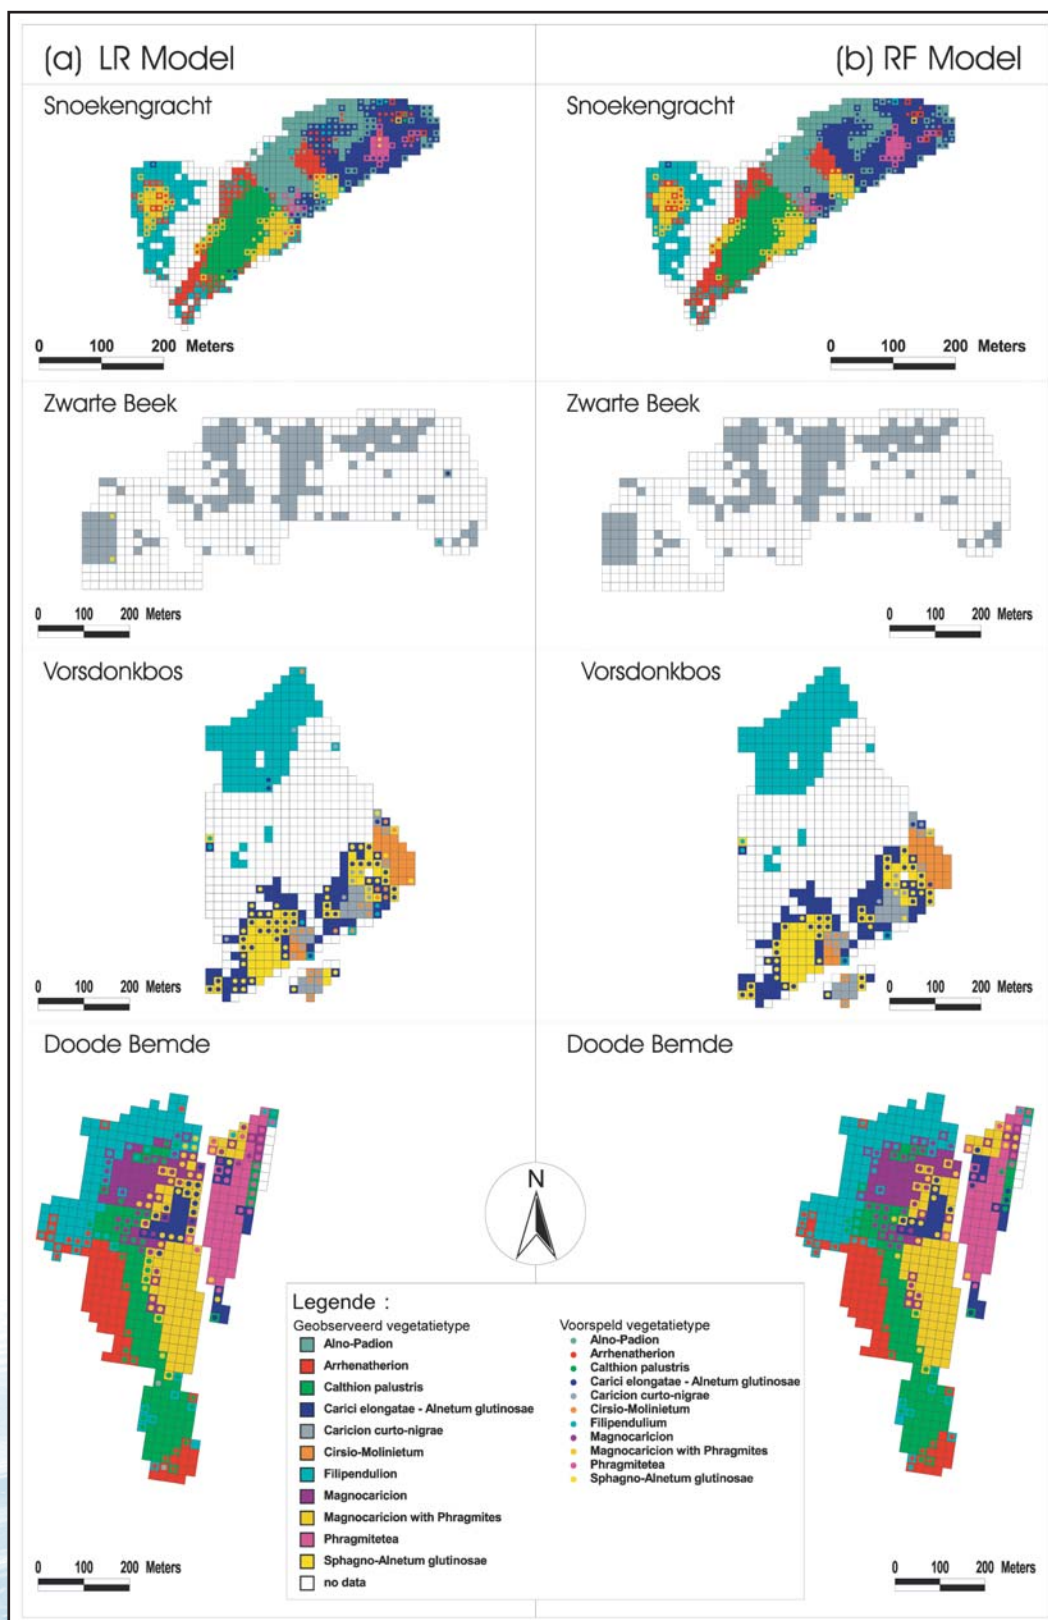 (a) LR Model
(b) RF Model
Snoekengracht
Snoekengracht
0 100 200 Meters
0 100 200 Meters
Zwarte Beek
Zwarte Beek
0 100 200 Meters
0 100 200 Meters
Vorsdonkbos
Vorsdonkbos
0 100 200 Meters
0 100 200 Meters
Doode Bemde
Doode Bemde
N
Legende :
Geobserveerd vegetatietype
Alno-Padion
Arrhenatherion
Calthion palustris
Carici elongatae - Alnetum glutinosae
Caricion curto-nigrae
Cirsio-Molinietum
Filipendulion
Magnocaricion
Magnocaricion with Phragmites
Phragmitetea
Sphagno-Alnetum glutinosae
no data
Voorspeld vegetatietype
Alno-Padion
Arrhenatherion
Calthion palustris
Carici elongatae - Alnetum glutinosae
Caricion curto-nigrae
Cirsio-Molinietum
Filipendulium
Magnocaricion
Magnocaricion with Phragmites
Phragmitetea
Sphagno-Alnetum glutinosae
0 100 200 Meters
0 100 200 Meters